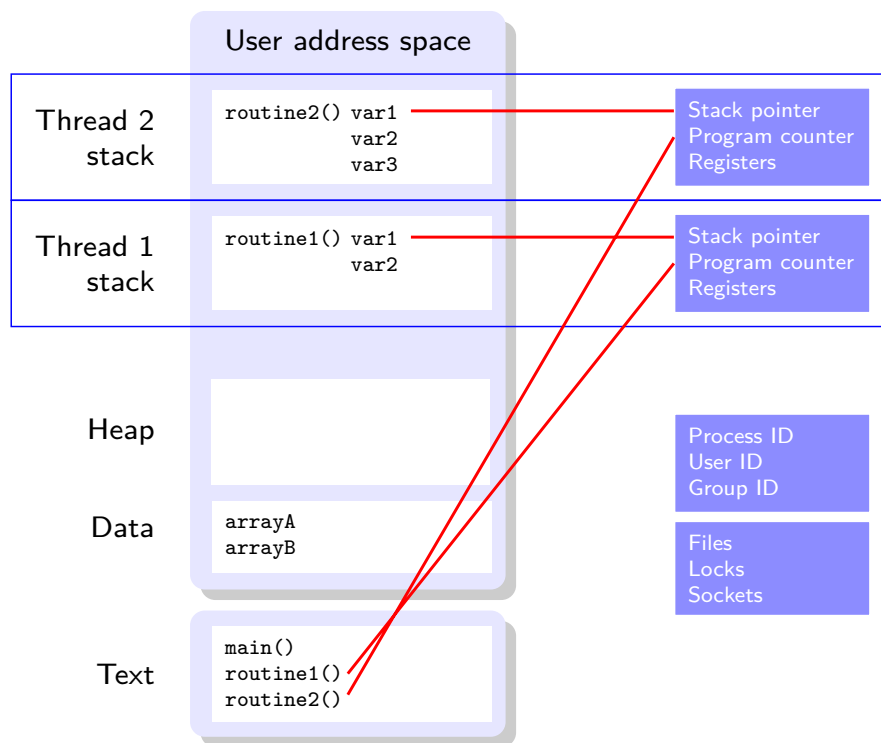 User address space
Thread 2
stack
routine2() var1
var2
var3
Stack pointer
Program counter
Registers
Thread 1
stack
routine1() var1
var2
Stack pointer
Program counter
Registers
Heap
Process ID
User ID
Group ID
Data
arrayA
arrayB
Files
Locks
Sockets
Text
main()
routine1()
routine2()